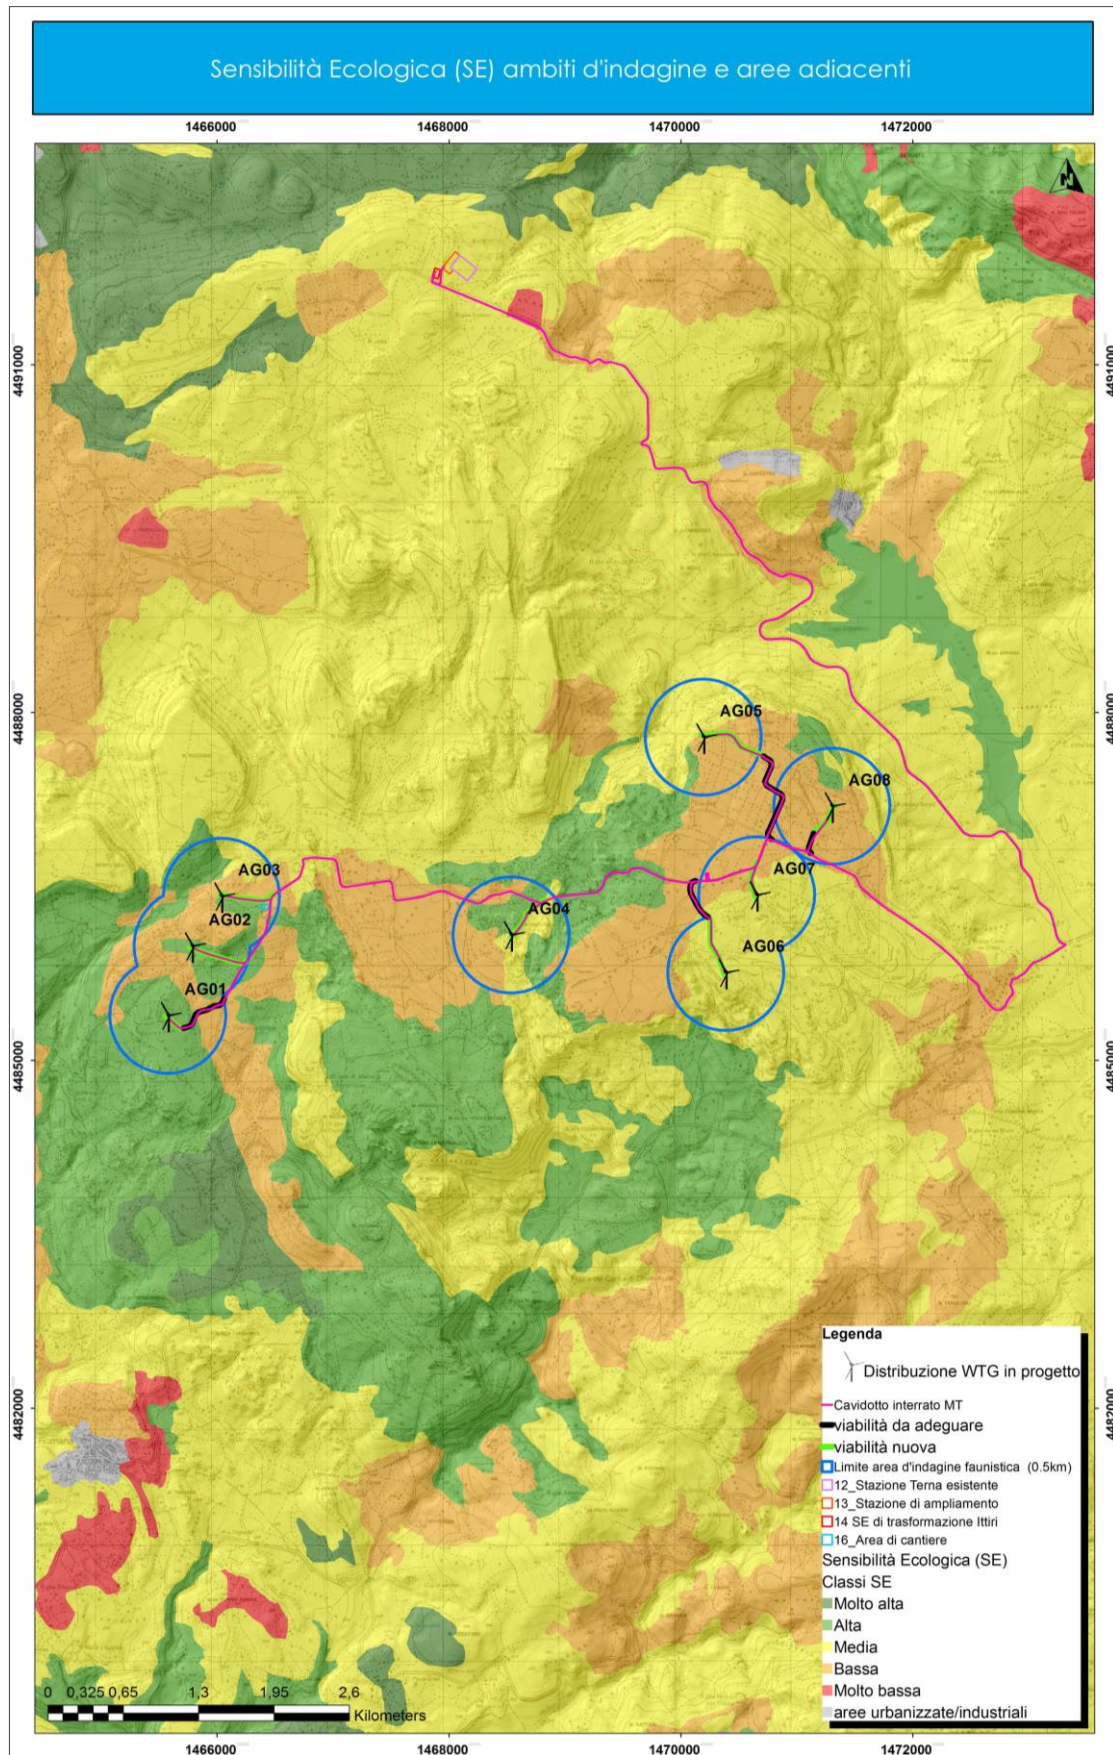 Sensibilità Ecologica (SE) ambiti d'indagine e aree adiacenti
1466000 1468000 1470000 1472000
4491000 4491000
4488000 4488000
AG05
AG08
AG03
AG07
AG02
AG04
AG06
AG01
4485000 4485000
4482000 4482000
Legenda
Distribuzione WTG in progetto
Cavidotto interrato MT
viabilità da adeguare
viabilità nuova
Limite area d'indagine faunistica (0.5km)
12_Stazione Terna esistente
13_Stazione di ampliamento
14 SE di trasformazione Ittiri
16_Area di cantiere
Sensibilità Ecologica (SE)
Classi SE
Molto alta
Alta
Media
Bassa
Molto bassa
aree urbanizzate/industriali
0 0,325 0,65 1,3 1,95 2,6
Kilometers
1466000 1468000 1470000 1472000
N